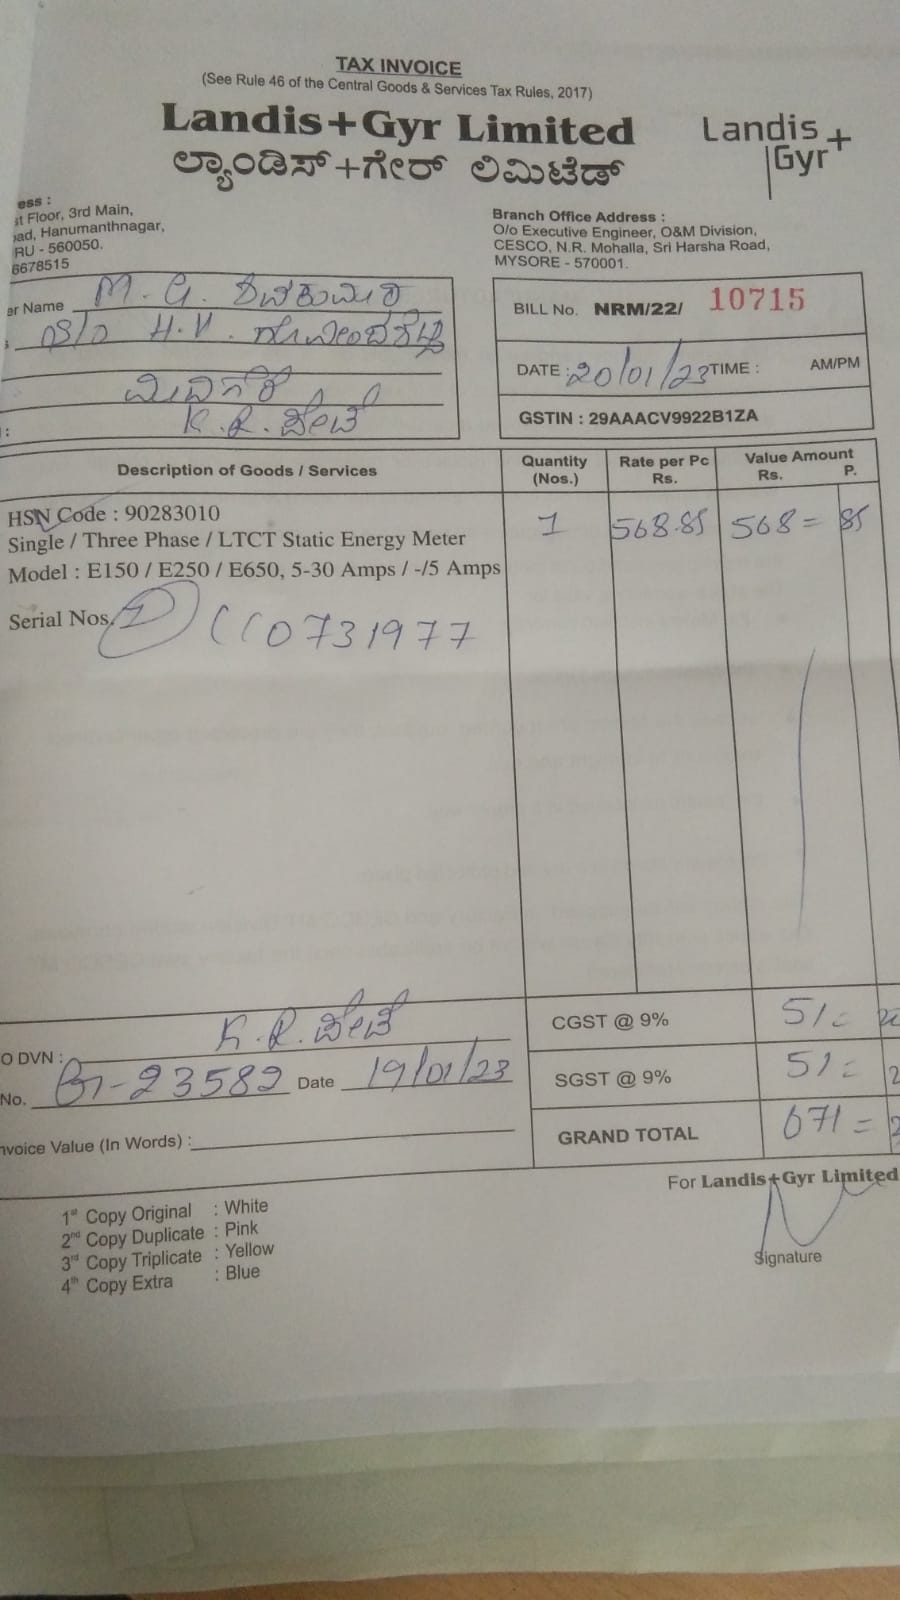 TAX INVOICE
(See Rule 46 of the Central Goods & Services Tax Rules, 2017)
Landis+Gyr Limited
ಲ್ಯಾಂಡಿಸ್+ಗೇರ್ ಲಿಮಿಟೆಡ್
Landis
Gyr+
ess :
st Floor, 3rd Main,
oad, Hanumanthnagar,
RU - 560050.
6678515
Branch Office Address :
O/o Executive Engineer, O&M Division,
CESCO, N.R. Mohalla, Sri Harsha Road,
MYSORE - 570001.
er Name M. G. ಶಿವಕುಮಾರ
S/o H.V.
ಕೆ.ಆರ್.ಪೇಟೆ
BILL No. NRM/22/ 10715
DATE : 20/01/23 TIME : AM/PM
GSTIN : 29AAACV9922B1ZA
Description of Goods / Services Quantity (Nos.) Rate per Pc Rs. Value Amount Rs. P.
HSN Code : 90283010 1 568.85 568= 85
Single / Three Phase / LTCT Static Energy Meter
Model : E150 / E250 / E650, 5-30 Amps / -/5 Amps
Serial Nos. 0731977
O DVN : K.R.ಪೇಟೆ
No. 23582 Date 19/01/23
nvoice Value (In Words) :
CGST @ 9% 51=
SGST @ 9% 51=
GRAND TOTAL 671=
For Landis+Gyr Limited
Signature
1st Copy Original : White
2nd Copy Duplicate : Pink
3rd Copy Triplicate : Yellow
4th Copy Extra : Blue